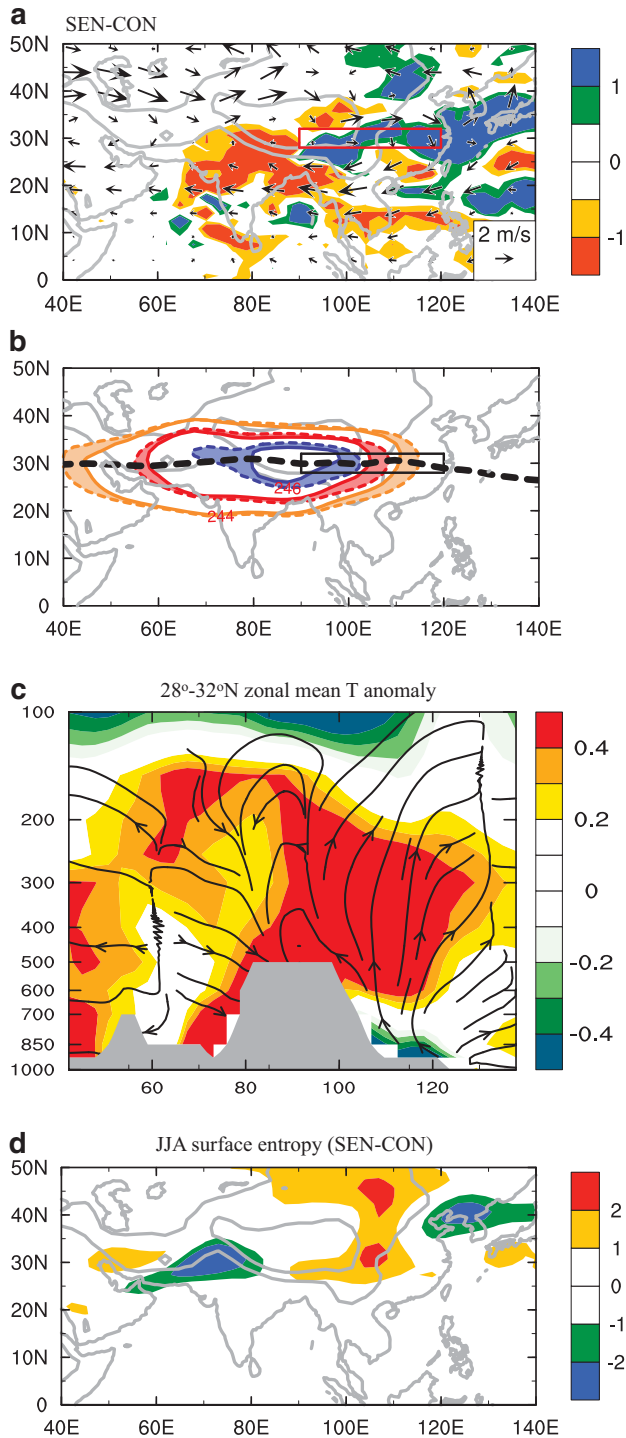 a SEN-CON
50N
40N
30N
20N
10N
0
40E 60E 80E 100E 120E 140E
2 m/s
1
0
-1
b
50N
40N
30N
20N
10N
0
40E 60E 80E 100E 120E 140E
246
244
c 28°-32°N zonal mean T anomaly
100
200
300
400
500
600
700
850
1000
60 80 100 120
0.4
0.2
0
-0.2
-0.4
d JJA surface entropy (SEN-CON)
50N
40N
30N
20N
10N
0
40E 60E 80E 100E 120E 140E
2
1
0
-1
-2